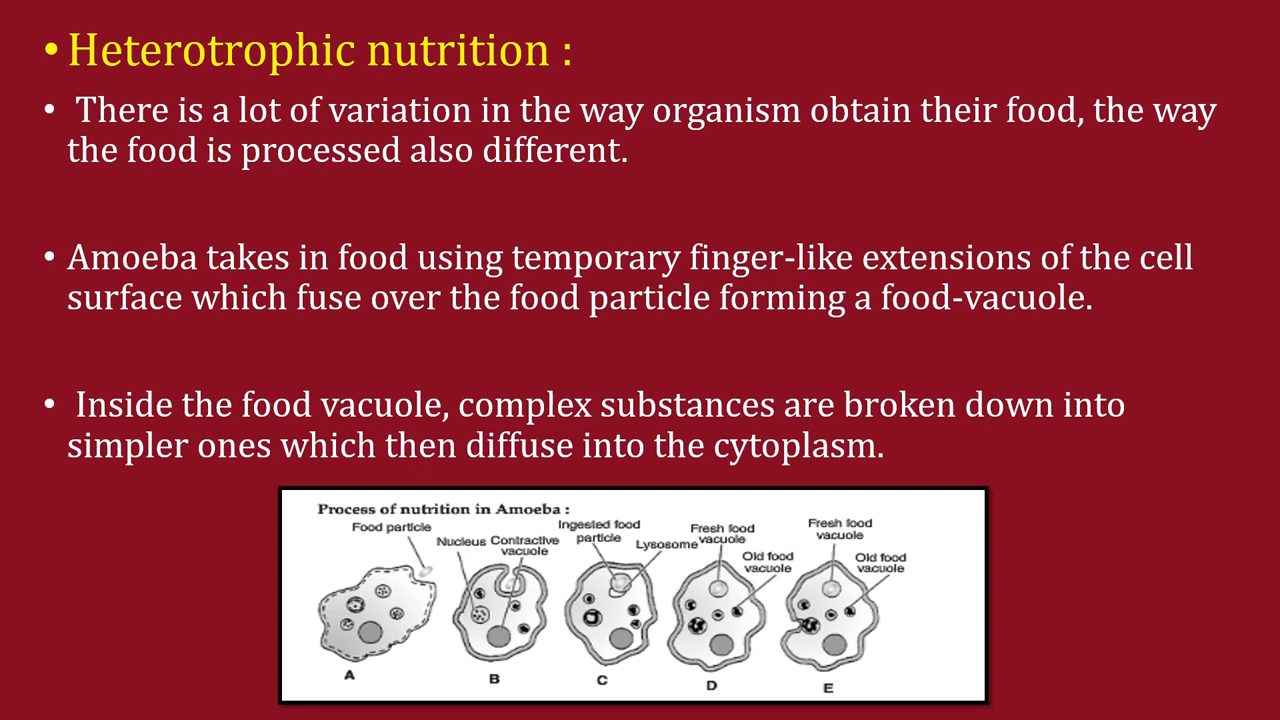 • Heterotrophic nutrition :
• There is a lot of variation in the way organism obtain their food, the way
the food is processed also different.
• Amoeba takes in food using temporary finger-like extensions of the cell
surface which fuse over the food particle forming a food-vacuole.
• Inside the food vacuole, complex substances are broken down into
simpler ones which then diffuse into the cytoplasm.
Process of nutrition in Amoeba :
Food particle
Nucleus
Contractive
vacuole
Ingested food
particle
Lysosome
Fresh food
vacuole
Old food
vacuole
Fresh food
vacuole
Old food
vacuole
A
B
C
D
E